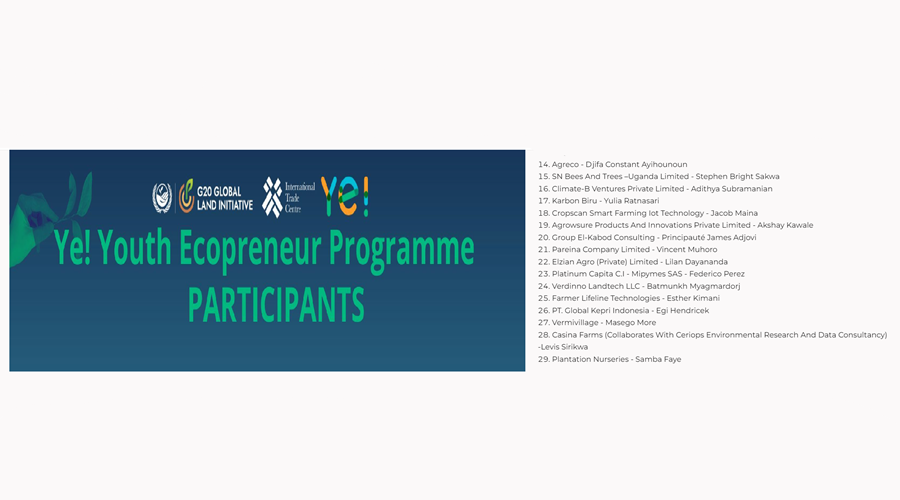 G20 GLOBAL
LAND INITIATIVE
International
Trade
Centre
Ye!
Ye! Youth Ecopreneur Programme
PARTICIPANTS
14. Agreco - Djifa Constant Ayihounoun
15. SN Bees And Trees –Uganda Limited - Stephen Bright Sakwa
16. Climate-B Ventures Private Limited - Adithya Subramanian
17. Karbon Biru - Yulia Ratnasari
18. Cropscan Smart Farming Iot Technology - Jacob Maina
19. Agrowsure Products And Innovations Private Limited - Akshay Kawale
20. Group El-Kabod Consulting - Principauté James Adjovi
21. Pareina Company Limited - Vincent Muhoro
22. Elzian Agro (Private) Limited - Lilan Dayananda
23. Platinum Capita C.I - Mipymes SAS - Federico Perez
24. Verdinno Landtech LLC - Batmunkh Myagmardorj
25. Farmer Lifeline Technologies - Esther Kimani
26. PT. Global Kepri Indonesia - Egi Hendricek
27. Vermivillage - Masego More
28. Casina Farms (Collaborates With Ceriops Environmental Research And Data Consultancy)
-Levis Sirikwa
29. Plantation Nurseries - Samba Faye